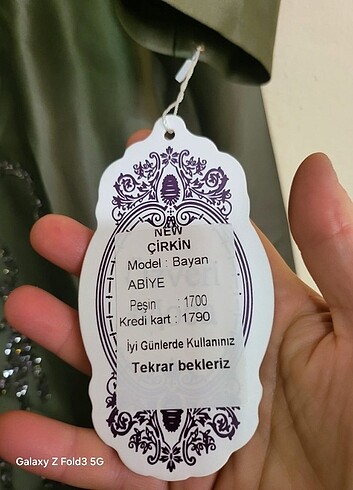 NEW
ÇİRKİN
Model : Bayan
ABİYE
Peşin : 1700
Kredi kart : 1790
İyi Günlerde Kullanınız
Tekrar bekleriz
Galaxy Z Fold3 5G